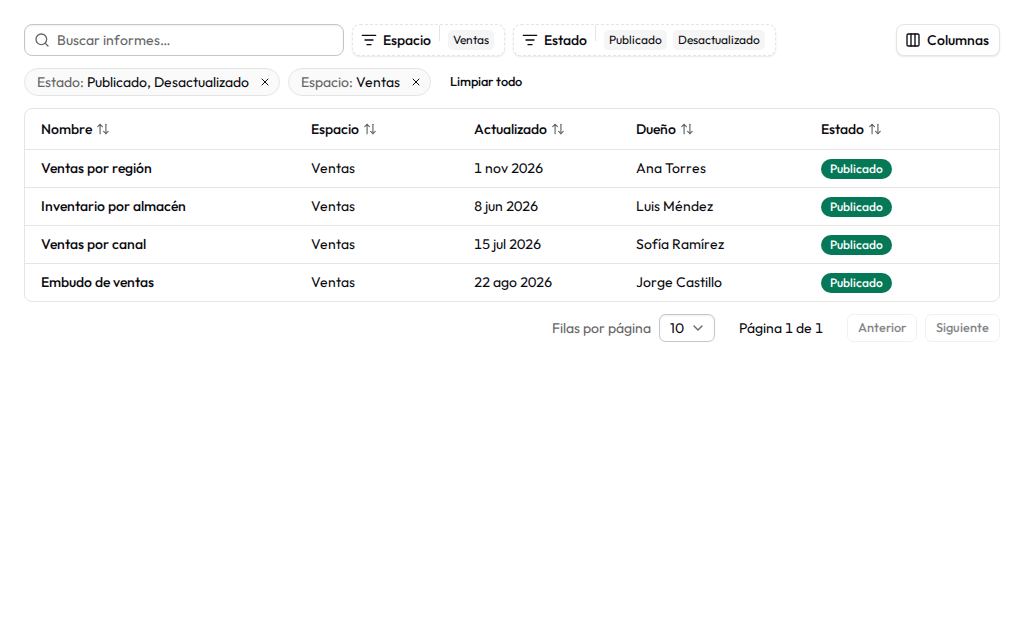 Buscar informes... Espacio Ventas Estado Publicado Desactualizado Columnas
Estado: Publicado, Desactualizado Espacio: Ventas Limpiar todo
Nombre Espacio Actualizado Dueño Estado
Ventas por región Ventas 1 nov 2026 Ana Torres Publicado
Inventario por almacén Ventas 8 jun 2026 Luis Méndez Publicado
Ventas por canal Ventas 15 jul 2026 Sofía Ramírez Publicado
Embudo de ventas Ventas 22 ago 2026 Jorge Castillo Publicado
Filas por página 10 Página 1 de 1 Anterior Siguiente